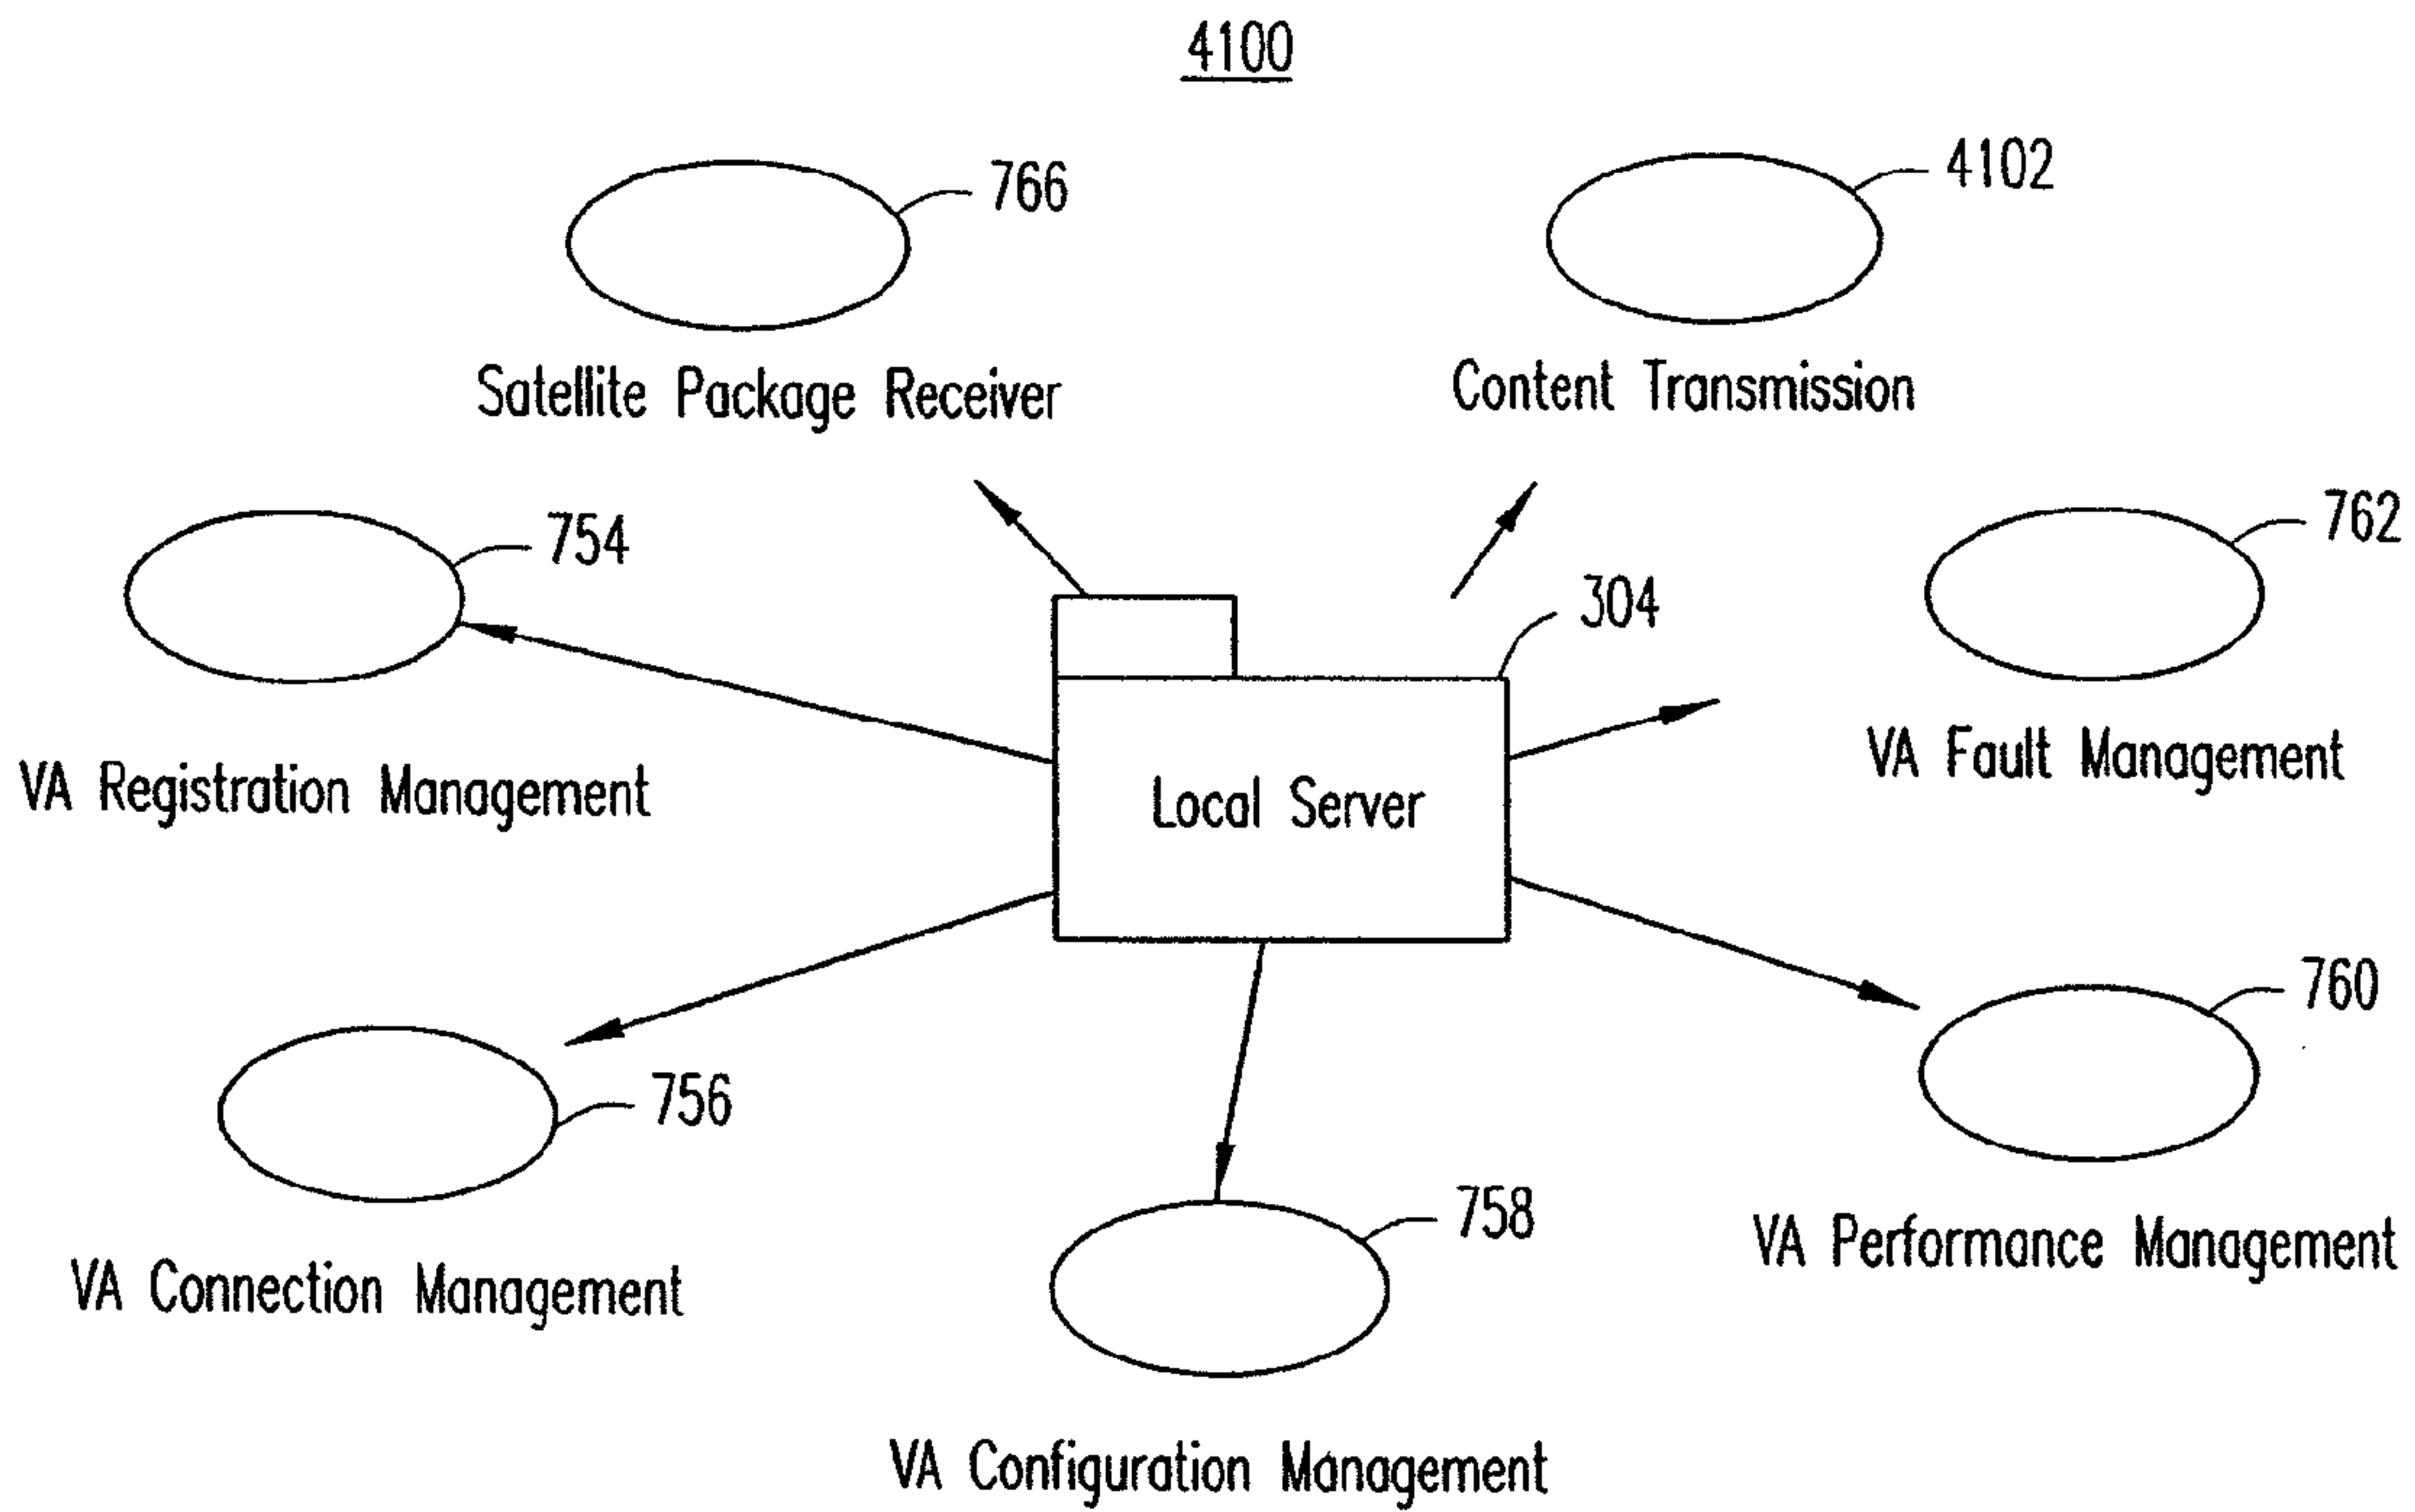 4100
766
4102
Satellite Package Receiver
Content Transmission
754
762
304
VA Registration Management
Local Server
VA Fault Management
756
760
758
VA Connection Management
VA Performance Management
VA Configuration Management